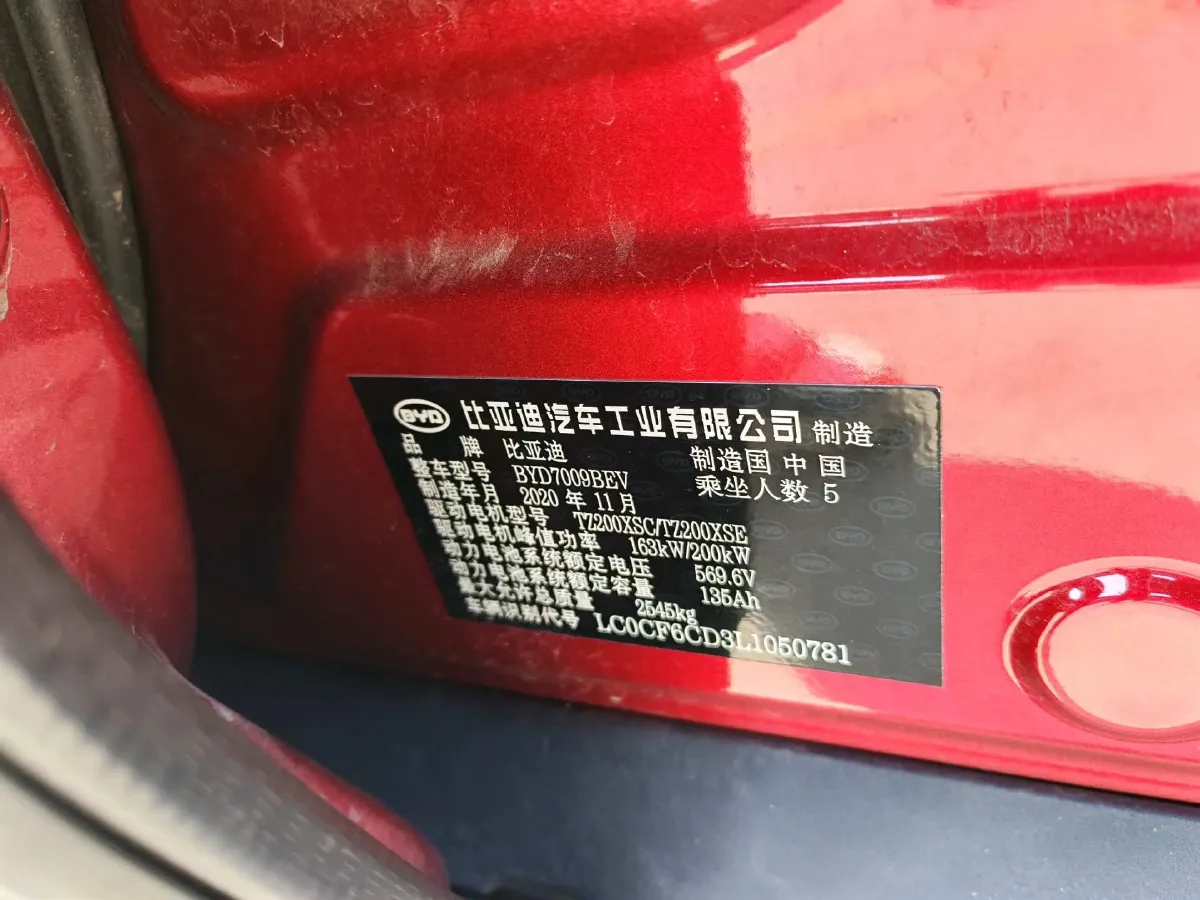 BYD 比亚迪汽车工业有限公司 制造
品 牌 比亚迪 制造国 中国
整车型号 BYD7009BEV 乘坐人数 5
制造年月 2020 年 11 月
驱动电机型号 TZ200XSC/TZ200XSE
驱动电机峰值功率 163kW/200kW
动力电池系统额定电压 569.6V
动力电池系统额定容量 135Ah
最大允许总质量 2545kg
车辆识别代号 LC0CF6CD3L1050781